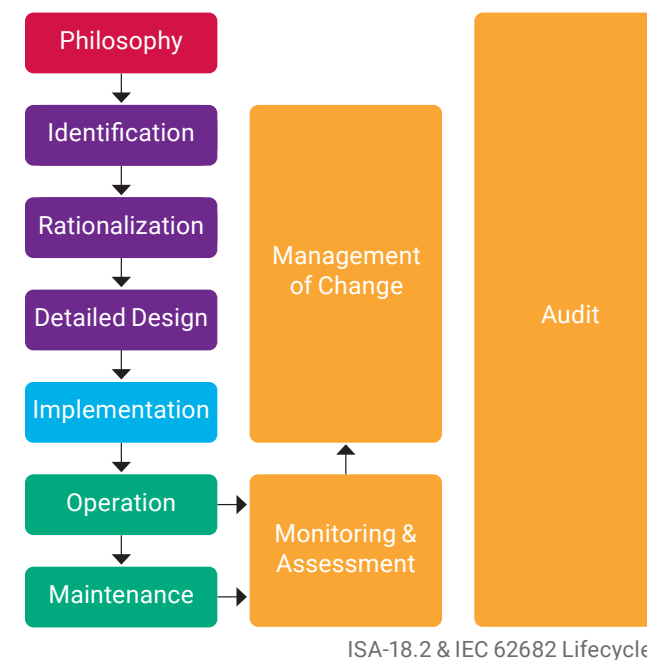 Philosophy
Identification
Rationalization
Detailed Design
Implementation
Operation
Maintenance
Management
of Change
Monitoring &
Assessment
Audit
ISA-18.2 & IEC 62682 Lifecycle